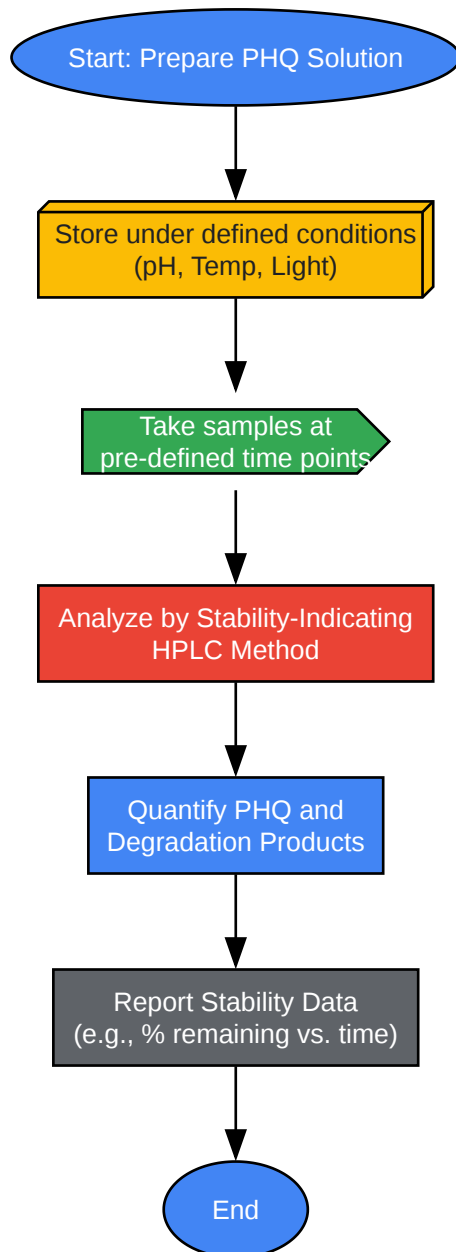 Start: Prepare PHQ Solution
Store under defined conditions
(pH, Temp, Light)
Take samples at
pre-defined time points
Analyze by Stability-Indicating
HPLC Method
Quantify PHQ and
Degradation Products
Report Stability Data
(e.g., % remaining vs. time)
End